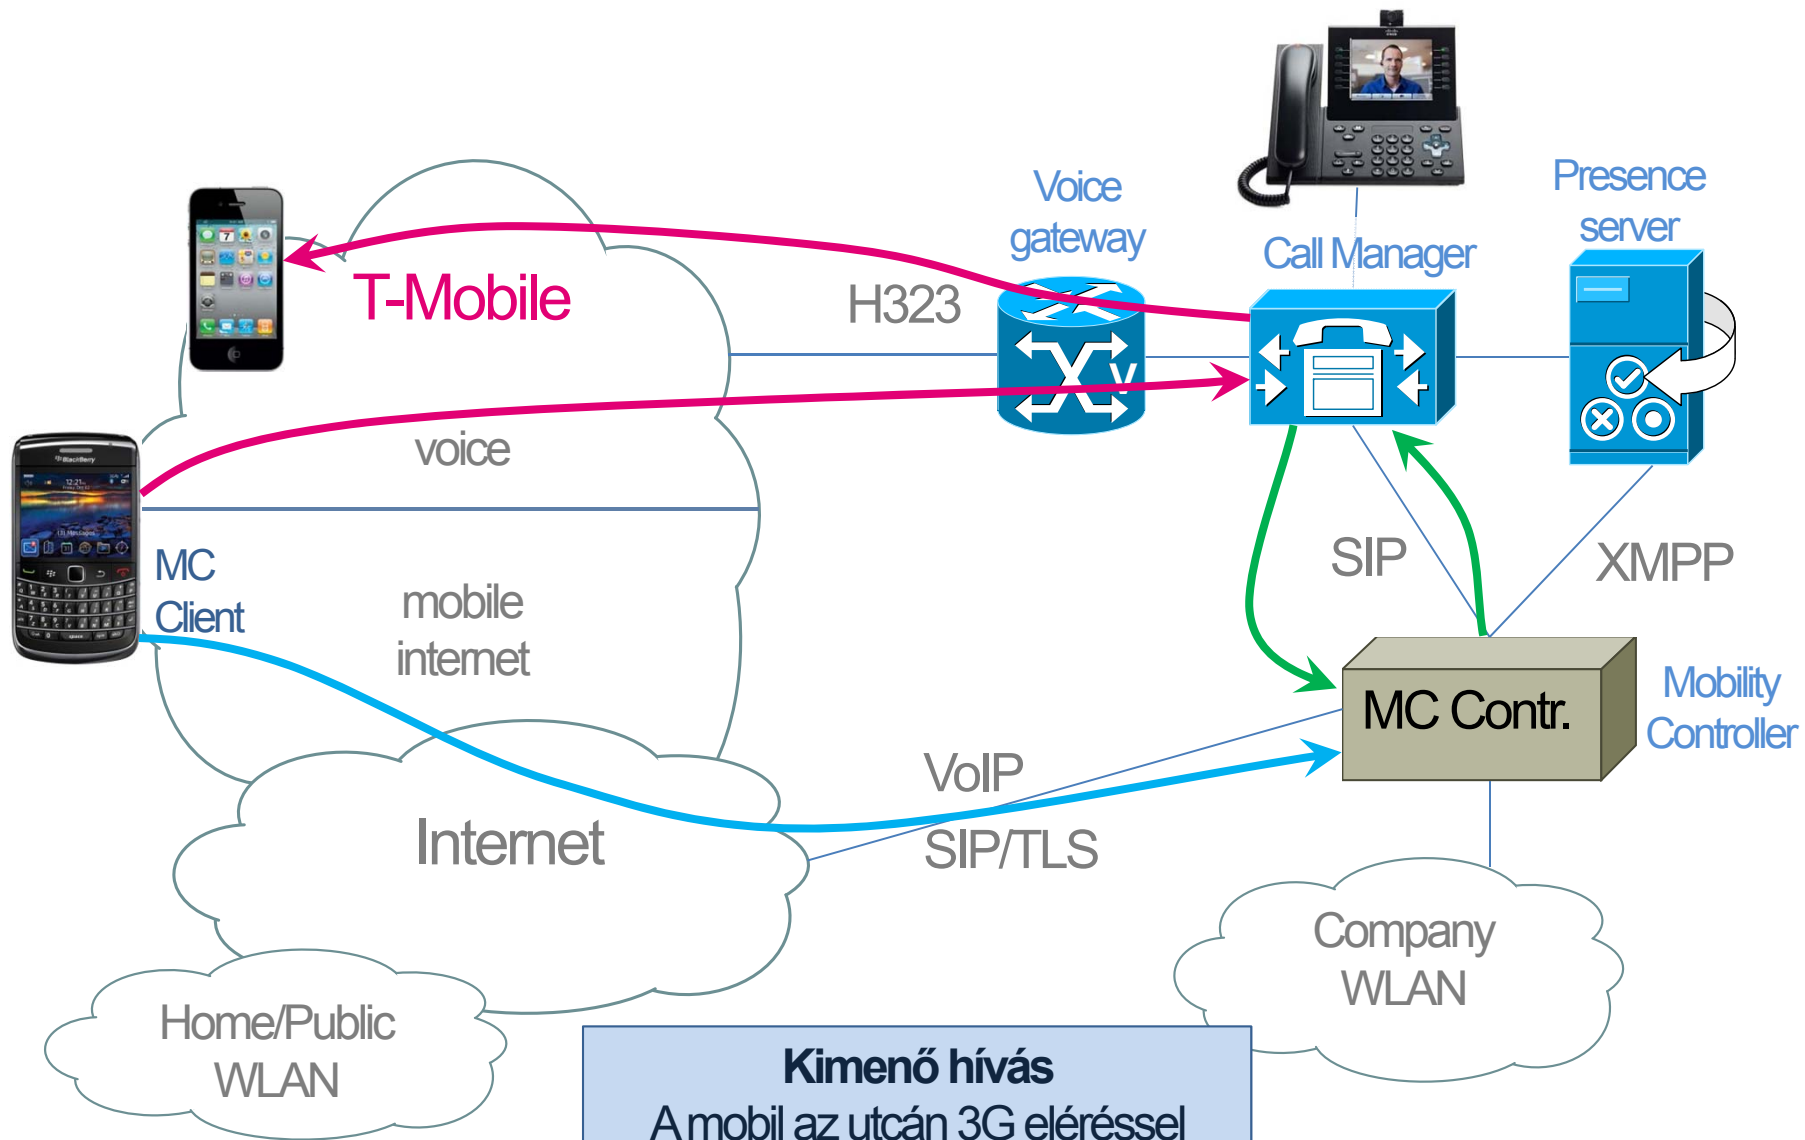 Voice
gateway
Call Manager
Presence
server
T-Mobile
H323
V
voice
BlackBerry
MC
Client
mobile
internet
SIP
XMPP
MC Contr.
Mobility
Controller
VoIP
SIP/TLS
Internet
Company
WLAN
Home/Public
WLAN
Kimenő hívás
A mobil az utcán 3G eléréssel